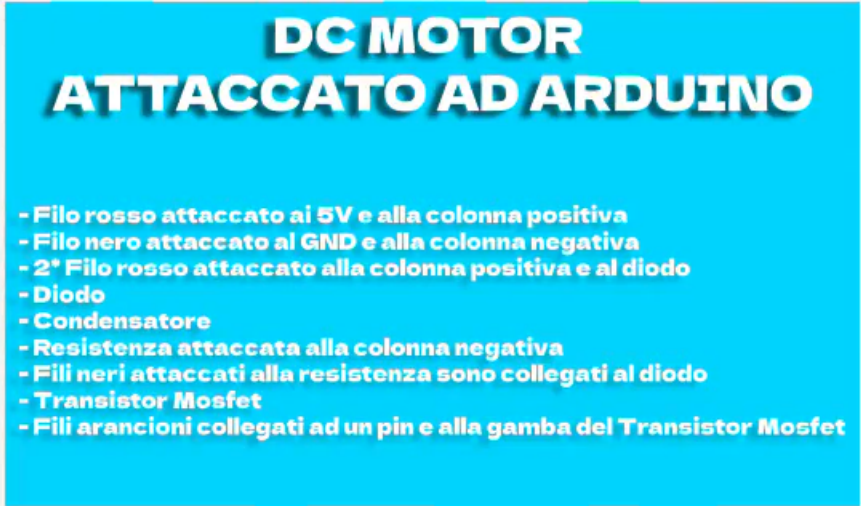 DC MOTOR
ATTACCATO AD ARDUINO
- Filo rosso attaccato ai 5V e alla colonna positiva
- Filo nero attaccato al GND e alla colonna negativa
- 2° Filo rosso attaccato alla colonna positiva e al diodo
- Diodo
- Condensatore
- Resistenza attaccata alla colonna negativa
- Fili neri attaccati alla resistenza sono collegati al diodo
- Transistor Mosfet
- Fili arancioni collegati ad un pin e alla gamba del Transistor Mosfet